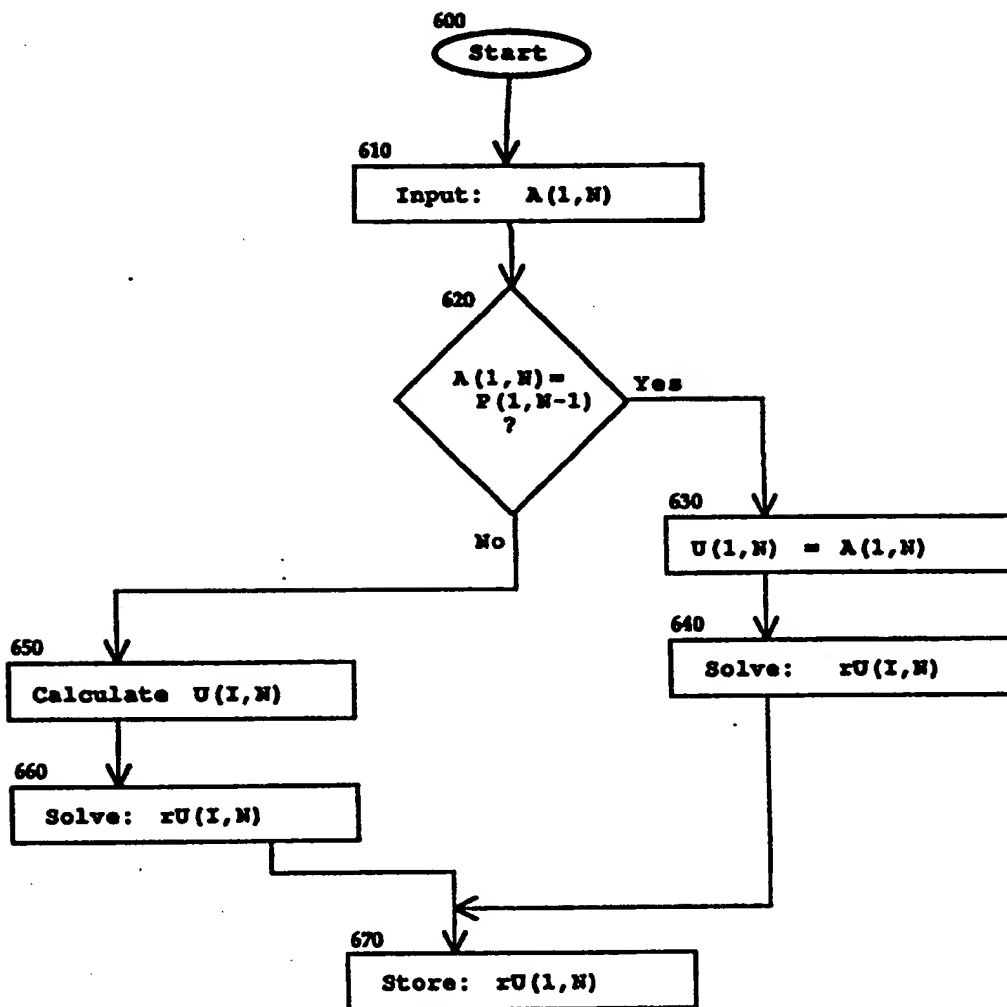 600
Start
610
Input: A(1,N)
620
A(1,N)=
P(1,N-1)
?
Yes
No
630
U(1,N) = A(1,N)
640
Solve: rU(I,N)
650
Calculate U(I,N)
660
Solve: rU(I,N)
670
Store: rU(1,N)